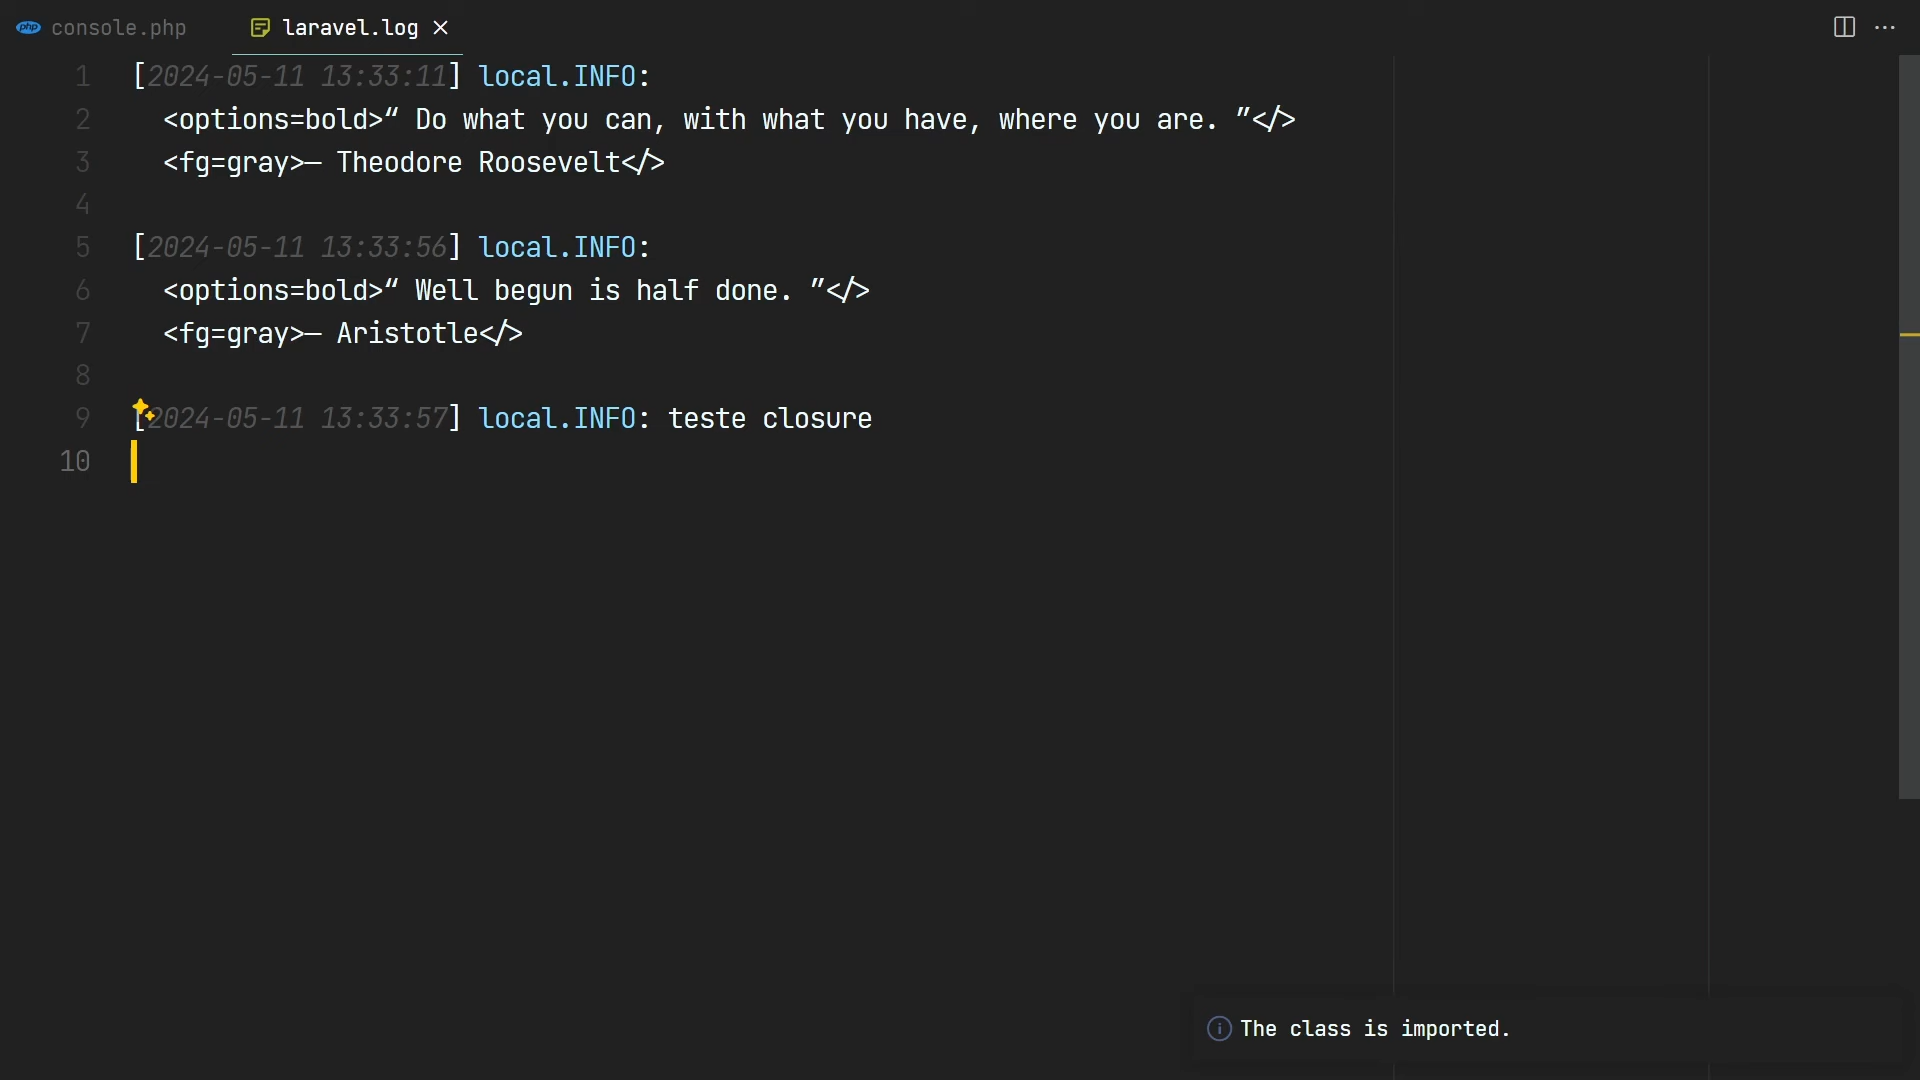 php console.php laravel.log
1 [2024-05-11 13:33:11] local.INFO:
2 <options=bold>“ Do what you can, with what you have, where you are. ”</>
3 <fg=gray>— Theodore Roosevelt</>
4
5 [2024-05-11 13:33:56] local.INFO:
6 <options=bold>“ Well begun is half done. ”</>
7 <fg=gray>— Aristotle</>
8
9 [2024-05-11 13:33:57] local.INFO: teste closure
10
The class is imported.